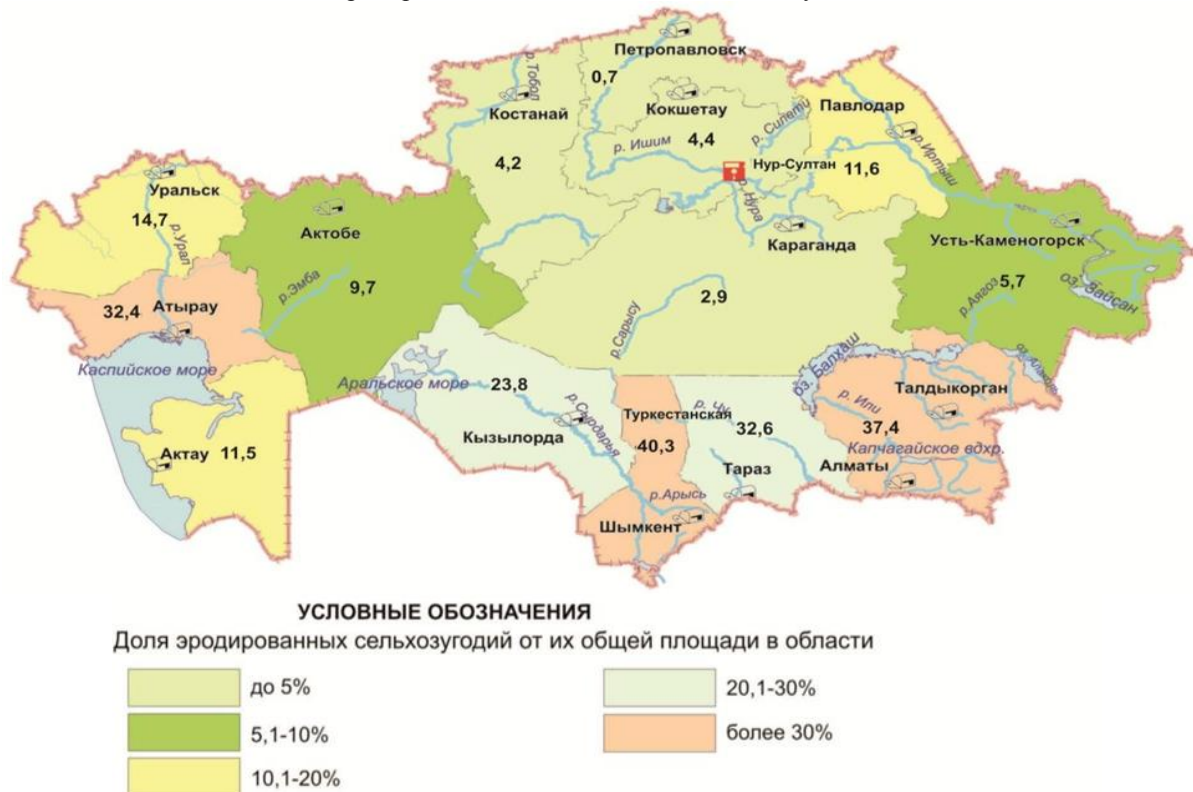 Петропавловск
р. Тобол
0,7
Костанай
Кокшетау
Павлодар
р. Силети
4,2
р. Ишим
4,4
Нур-Султан
р. Иртыш
11,6
р. Нура
Караганда
Уральск
14,7
р. Урал
Актобе
Усть-Каменогорск
р.Эмба
9,7
5,7
оз. Зайсан
р.Аягоз
32,4
Атырау
2,9
р.Сарысу
Каспийское море
Аральское море
23,8
оз. Балхаш
оз. Алаколь
Талдыкорган
р. Или
37,4
р.Сырдарья
Туркестанская
р. Чу
32,6
Кызылорда
40,3
Капчагайское вдхр.
Актау
11,5
Тараз
Алматы
р.Арысь
Шымкент
УСЛОВНЫЕ ОБОЗНАЧЕНИЯ
Доля эродированных сельхозугодий от их общей площади в области
до 5%
20,1-30%
5,1-10%
более 30%
10,1-20%